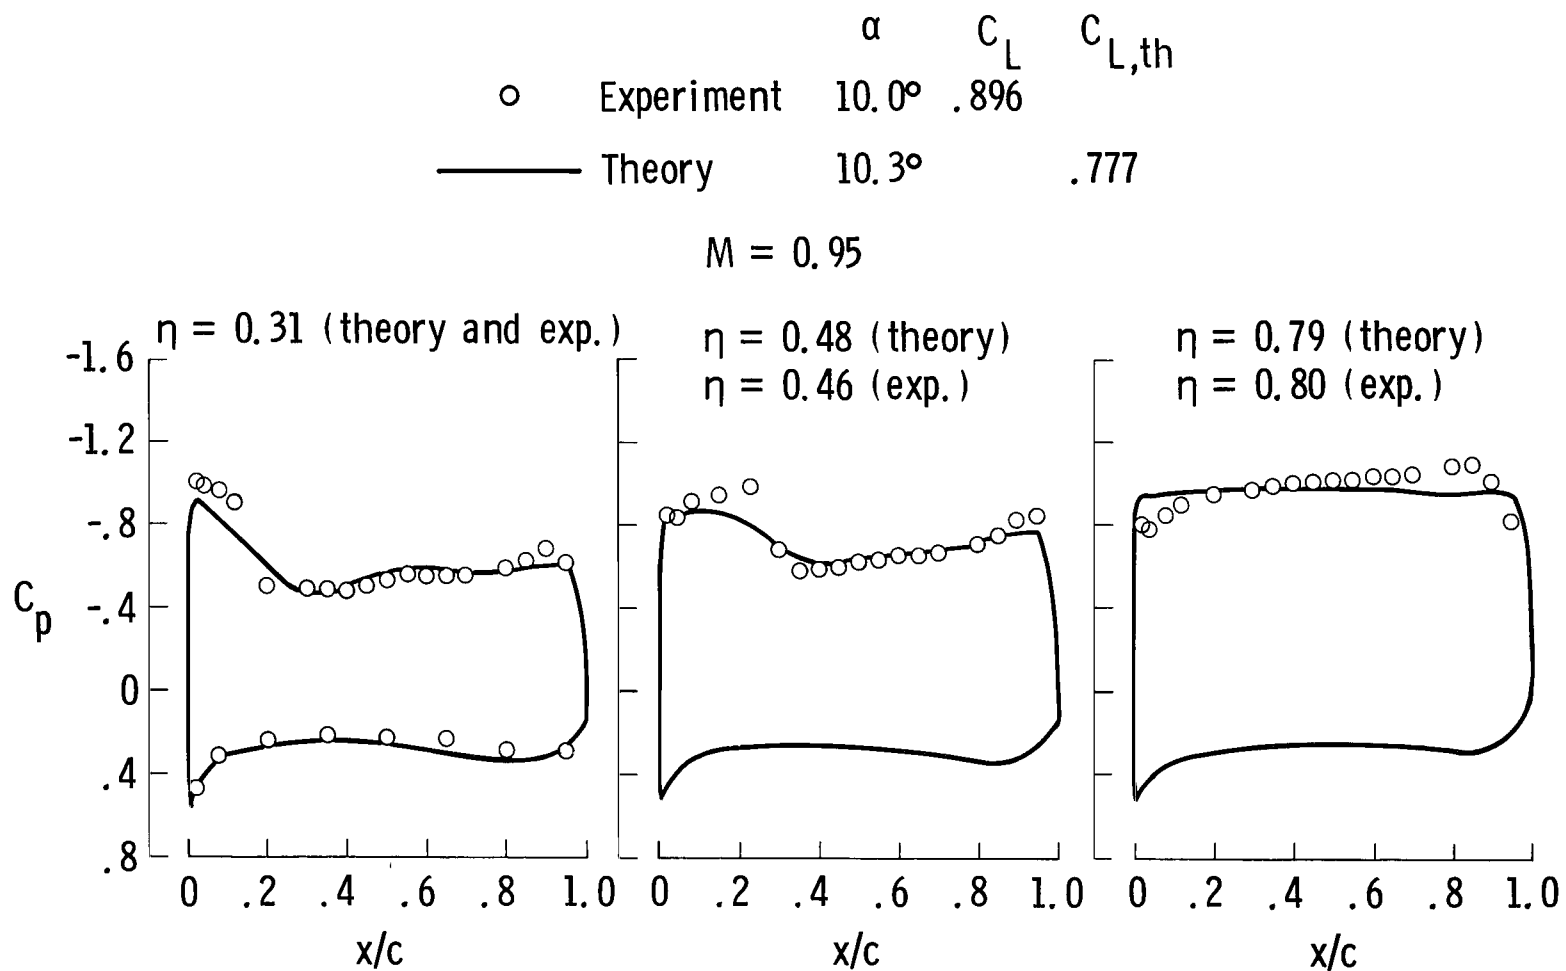 α C_L C_L,th
○ Experiment 10.0° .896
Theory 10.3° .777
M = 0.95
η = 0.31 (theory and exp.)
η = 0.48 (theory)
η = 0.46 (exp.)
η = 0.79 (theory)
η = 0.80 (exp.)
-1.6
-1.2
-.8
-.4
0
.4
.8
C_p
0 .2 .4 .6 .8 1.0
x/c
0 .2 .4 .6 .8 1.0
x/c
0 .2 .4 .6 .8 1.0
x/c